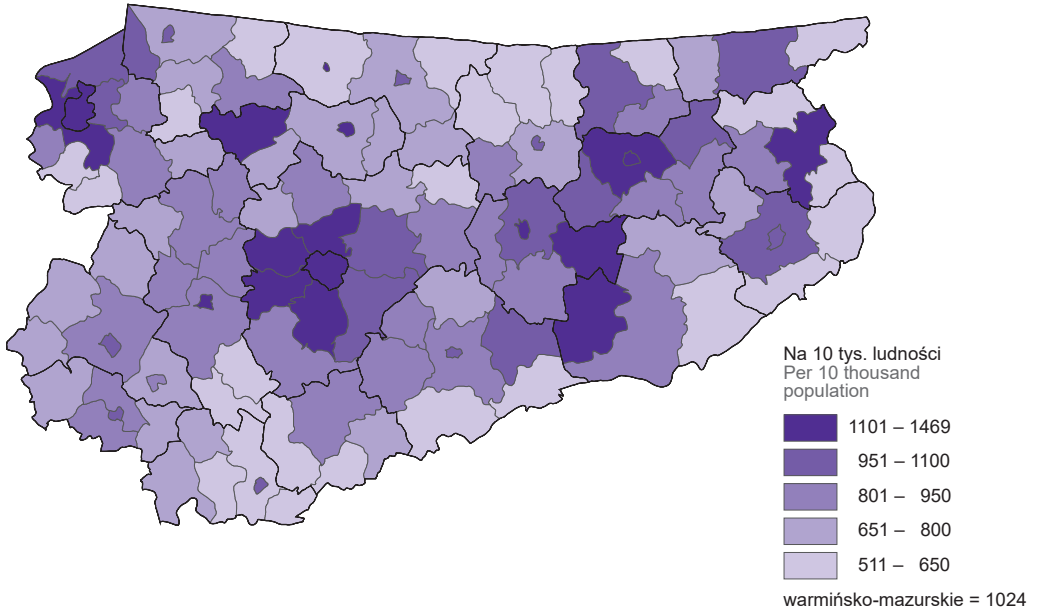 Na 10 tys. ludności
Per 10 thousand
population
1101 – 1469
951 – 1100
801 – 950
651 – 800
511 – 650
warmińsko-mazurskie = 1024